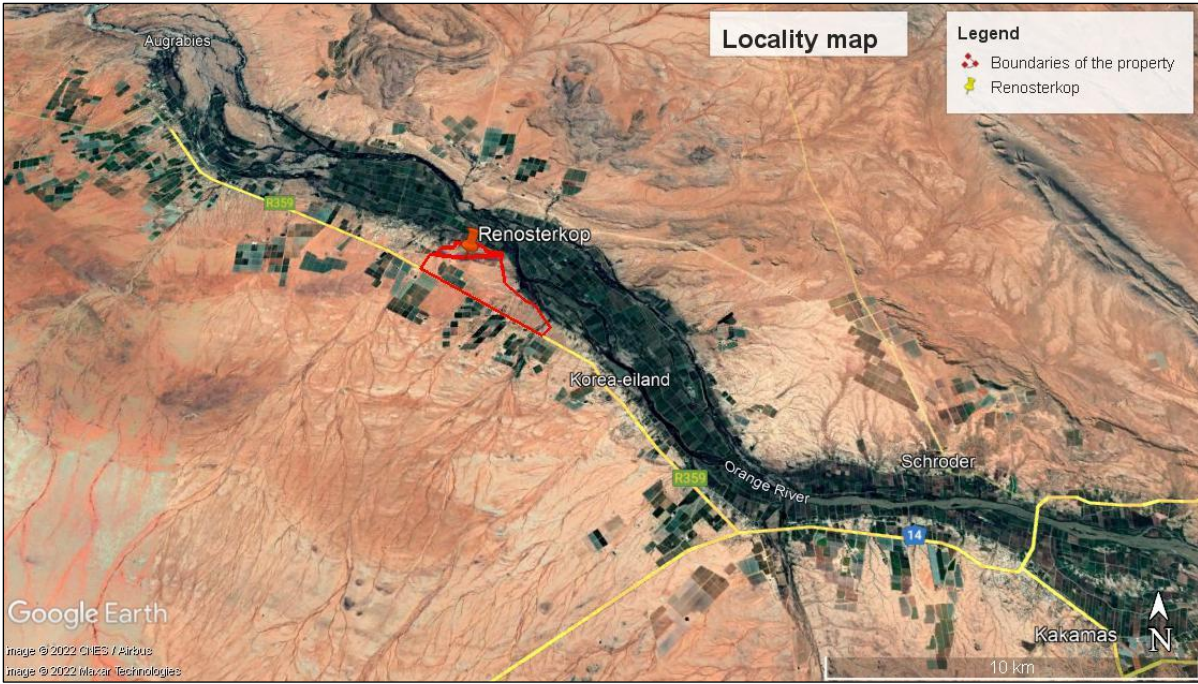 Locality map
Legend
Boundaries of the property
Renosterkop
Augrabies
R359
Renosterkop
Korea-eiland
R359
Orange River
Schroder
14
Kakamas
N
10 km
Google Earth
Image © 2022 CNES / Airbus
Image © 2022 Maxar Technologies